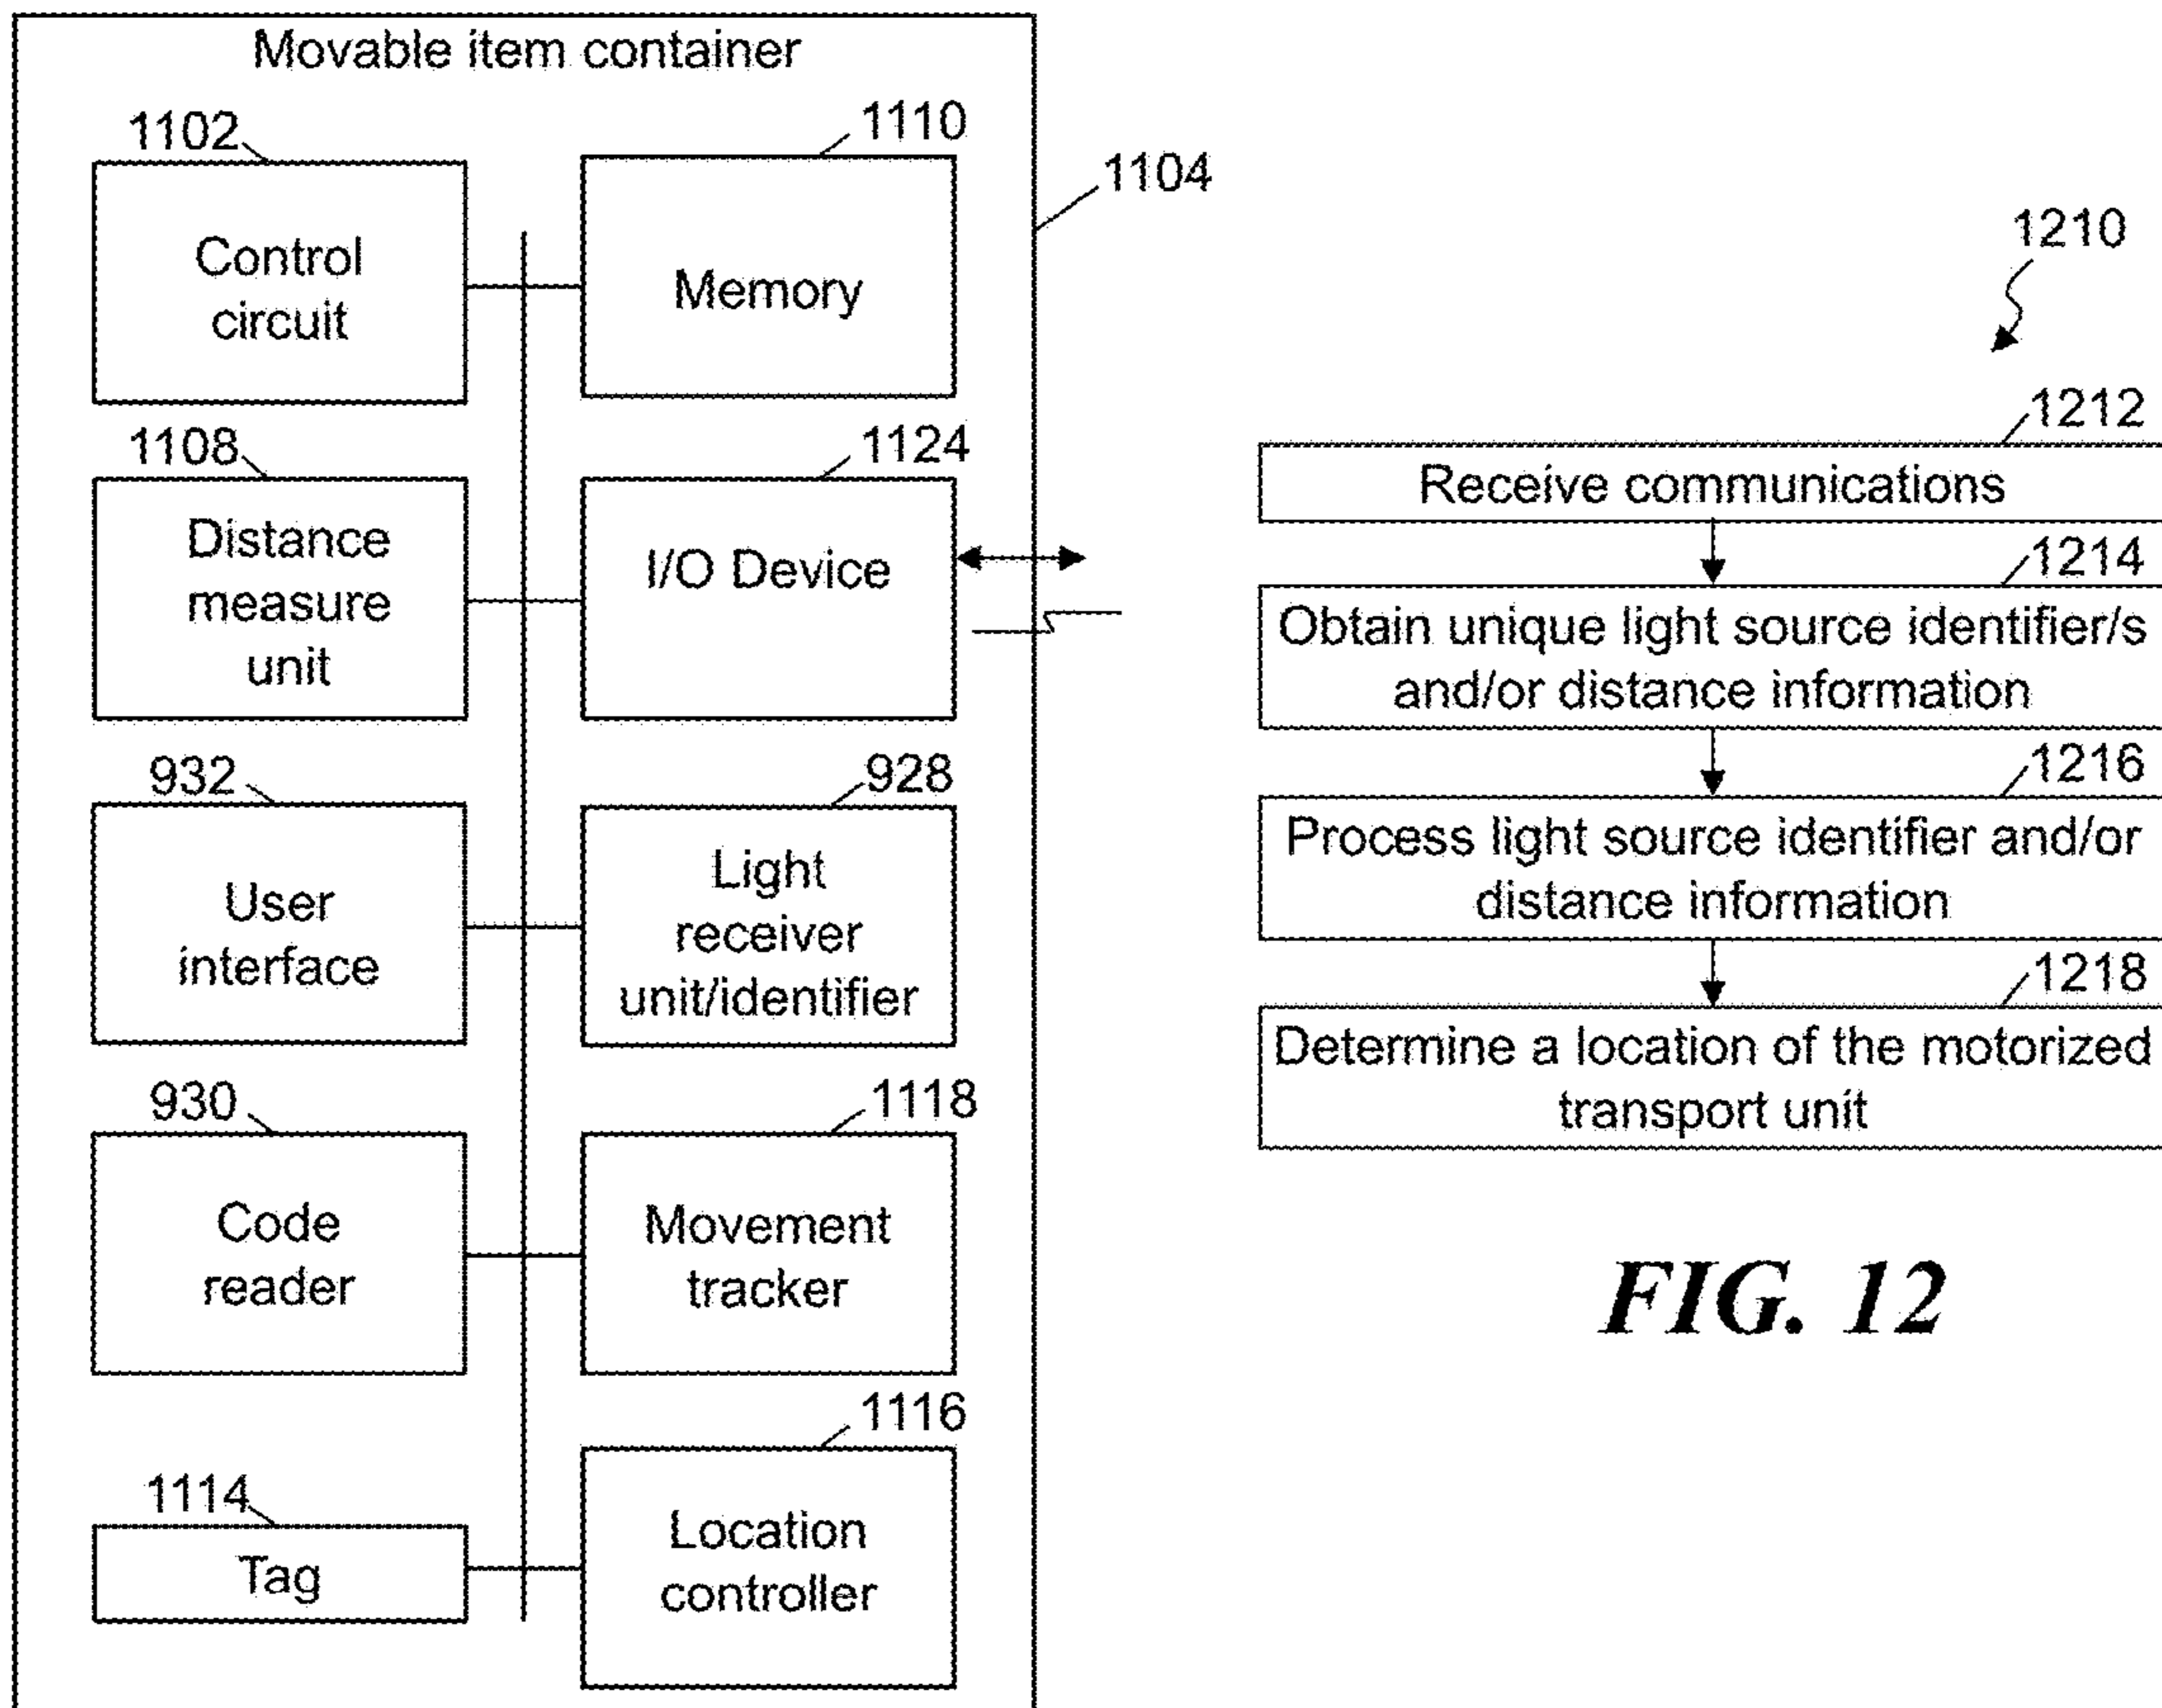 Movable item container
1102
1110
1104
Control
circuit
Memory
1108
1124
Distance
measure
unit
I/O Device
932
928
User
interface
Light
receiver
unit/identifier
930
1118
Code
reader
Movement
tracker
1114
1116
Tag
Location
controller
1210
1212
Receive communications
1214
Obtain unique light source identifier/s
and/or distance information
1216
Process light source identifier and/or
distance information
1218
Determine a location of the motorized
transport unit
FIG. 12